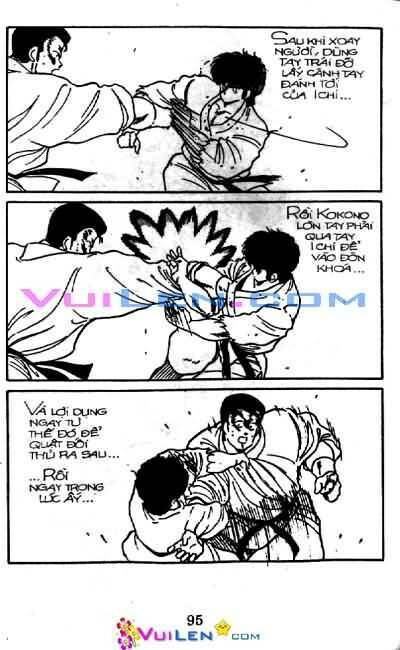 SAU KHI XOAY
NGƯỜI, DÙNG
TAY TRÁI ĐỠ
LẤY CÁNH TAY
ĐÁNH TỚI
CỦA ICHI...
RỒI KOKONO
LÒN TAY PHẢI
QUA TAY
ICHI ĐỂ
VÀO ĐÒN
KHOÁ...
VUILEN.COM
VÀ LỢI DỤNG
NGAY TƯ
THẾ ĐÓ ĐỂ
QUẬT ĐỐI
THỦ RA SAU...
...RỒI
NGAY TRONG
LÚC ẤY...
95
VUILEN.COM